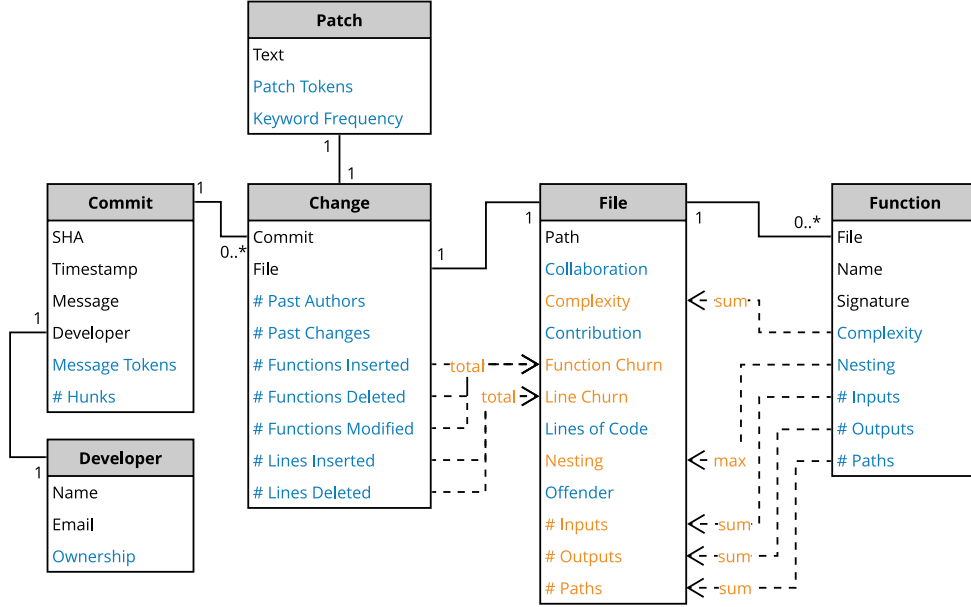 Patch
Text
Patch Tokens
Keyword Frequency
1
1
Commit
SHA
Timestamp
Message
Developer
Message Tokens
# Hunks
1
0..*
1
1
Developer
Name
Email
Ownership
Change
Commit
File
# Past Authors
# Past Changes
# Functions Inserted
# Functions Deleted
# Functions Modified
# Lines Inserted
# Lines Deleted
1
1
total
total
File
Path
Collaboration
Complexity
Contribution
Function Churn
Line Churn
Lines of Code
Nesting
Offender
# Inputs
# Outputs
# Paths
1
0..*
sum
max
sum
sum
sum
Function
File
Name
Signature
Complexity
Nesting
# Inputs
# Outputs
# Paths